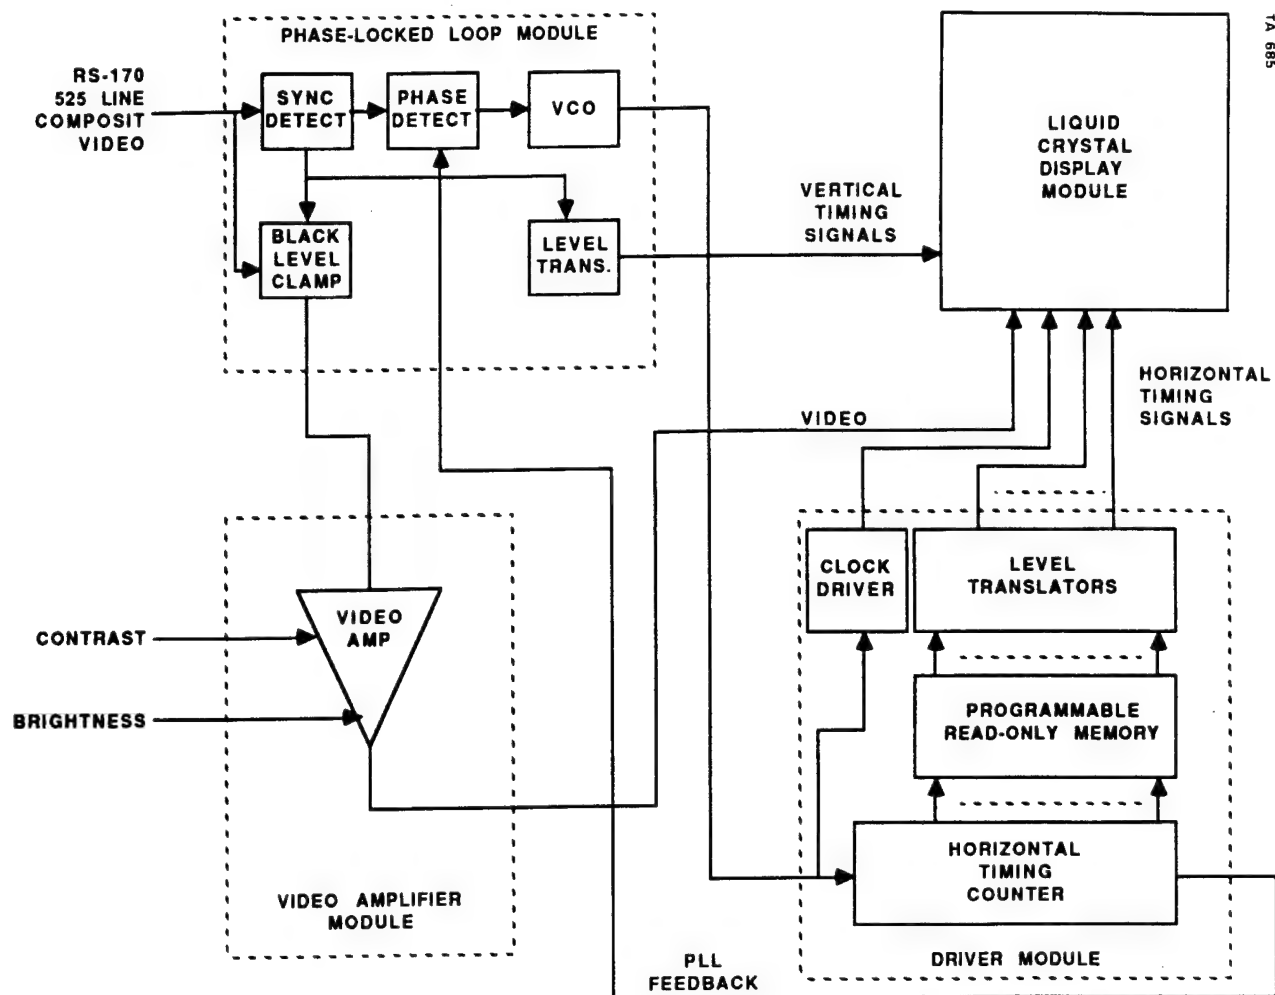 TA 685
PHASE-LOCKED LOOP MODULE
RS-170
525 LINE
COMPOSIT
VIDEO
SYNC
DETECT
PHASE
DETECT
VCO
BLACK
LEVEL
CLAMP
LEVEL
TRANS.
LIQUID
CRYSTAL
DISPLAY
MODULE
VERTICAL
TIMING
SIGNALS
HORIZONTAL
TIMING
SIGNALS
VIDEO
CONTRAST
BRIGHTNESS
VIDEO
AMP
VIDEO AMPLIFIER
MODULE
CLOCK
DRIVER
LEVEL
TRANSLATORS
PROGRAMMABLE
READ-ONLY MEMORY
HORIZONTAL
TIMING
COUNTER
DRIVER MODULE
PLL
FEEDBACK